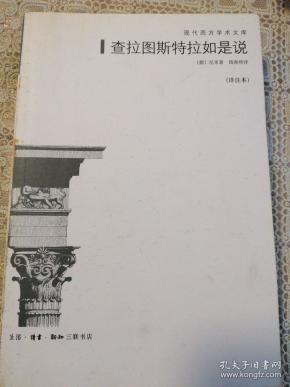 现代西方学术文库
查拉图斯特拉如是说
(德)尼采著 钱春绮译
(详注本)
生活·读书·新知三联书店
孔夫子旧书网